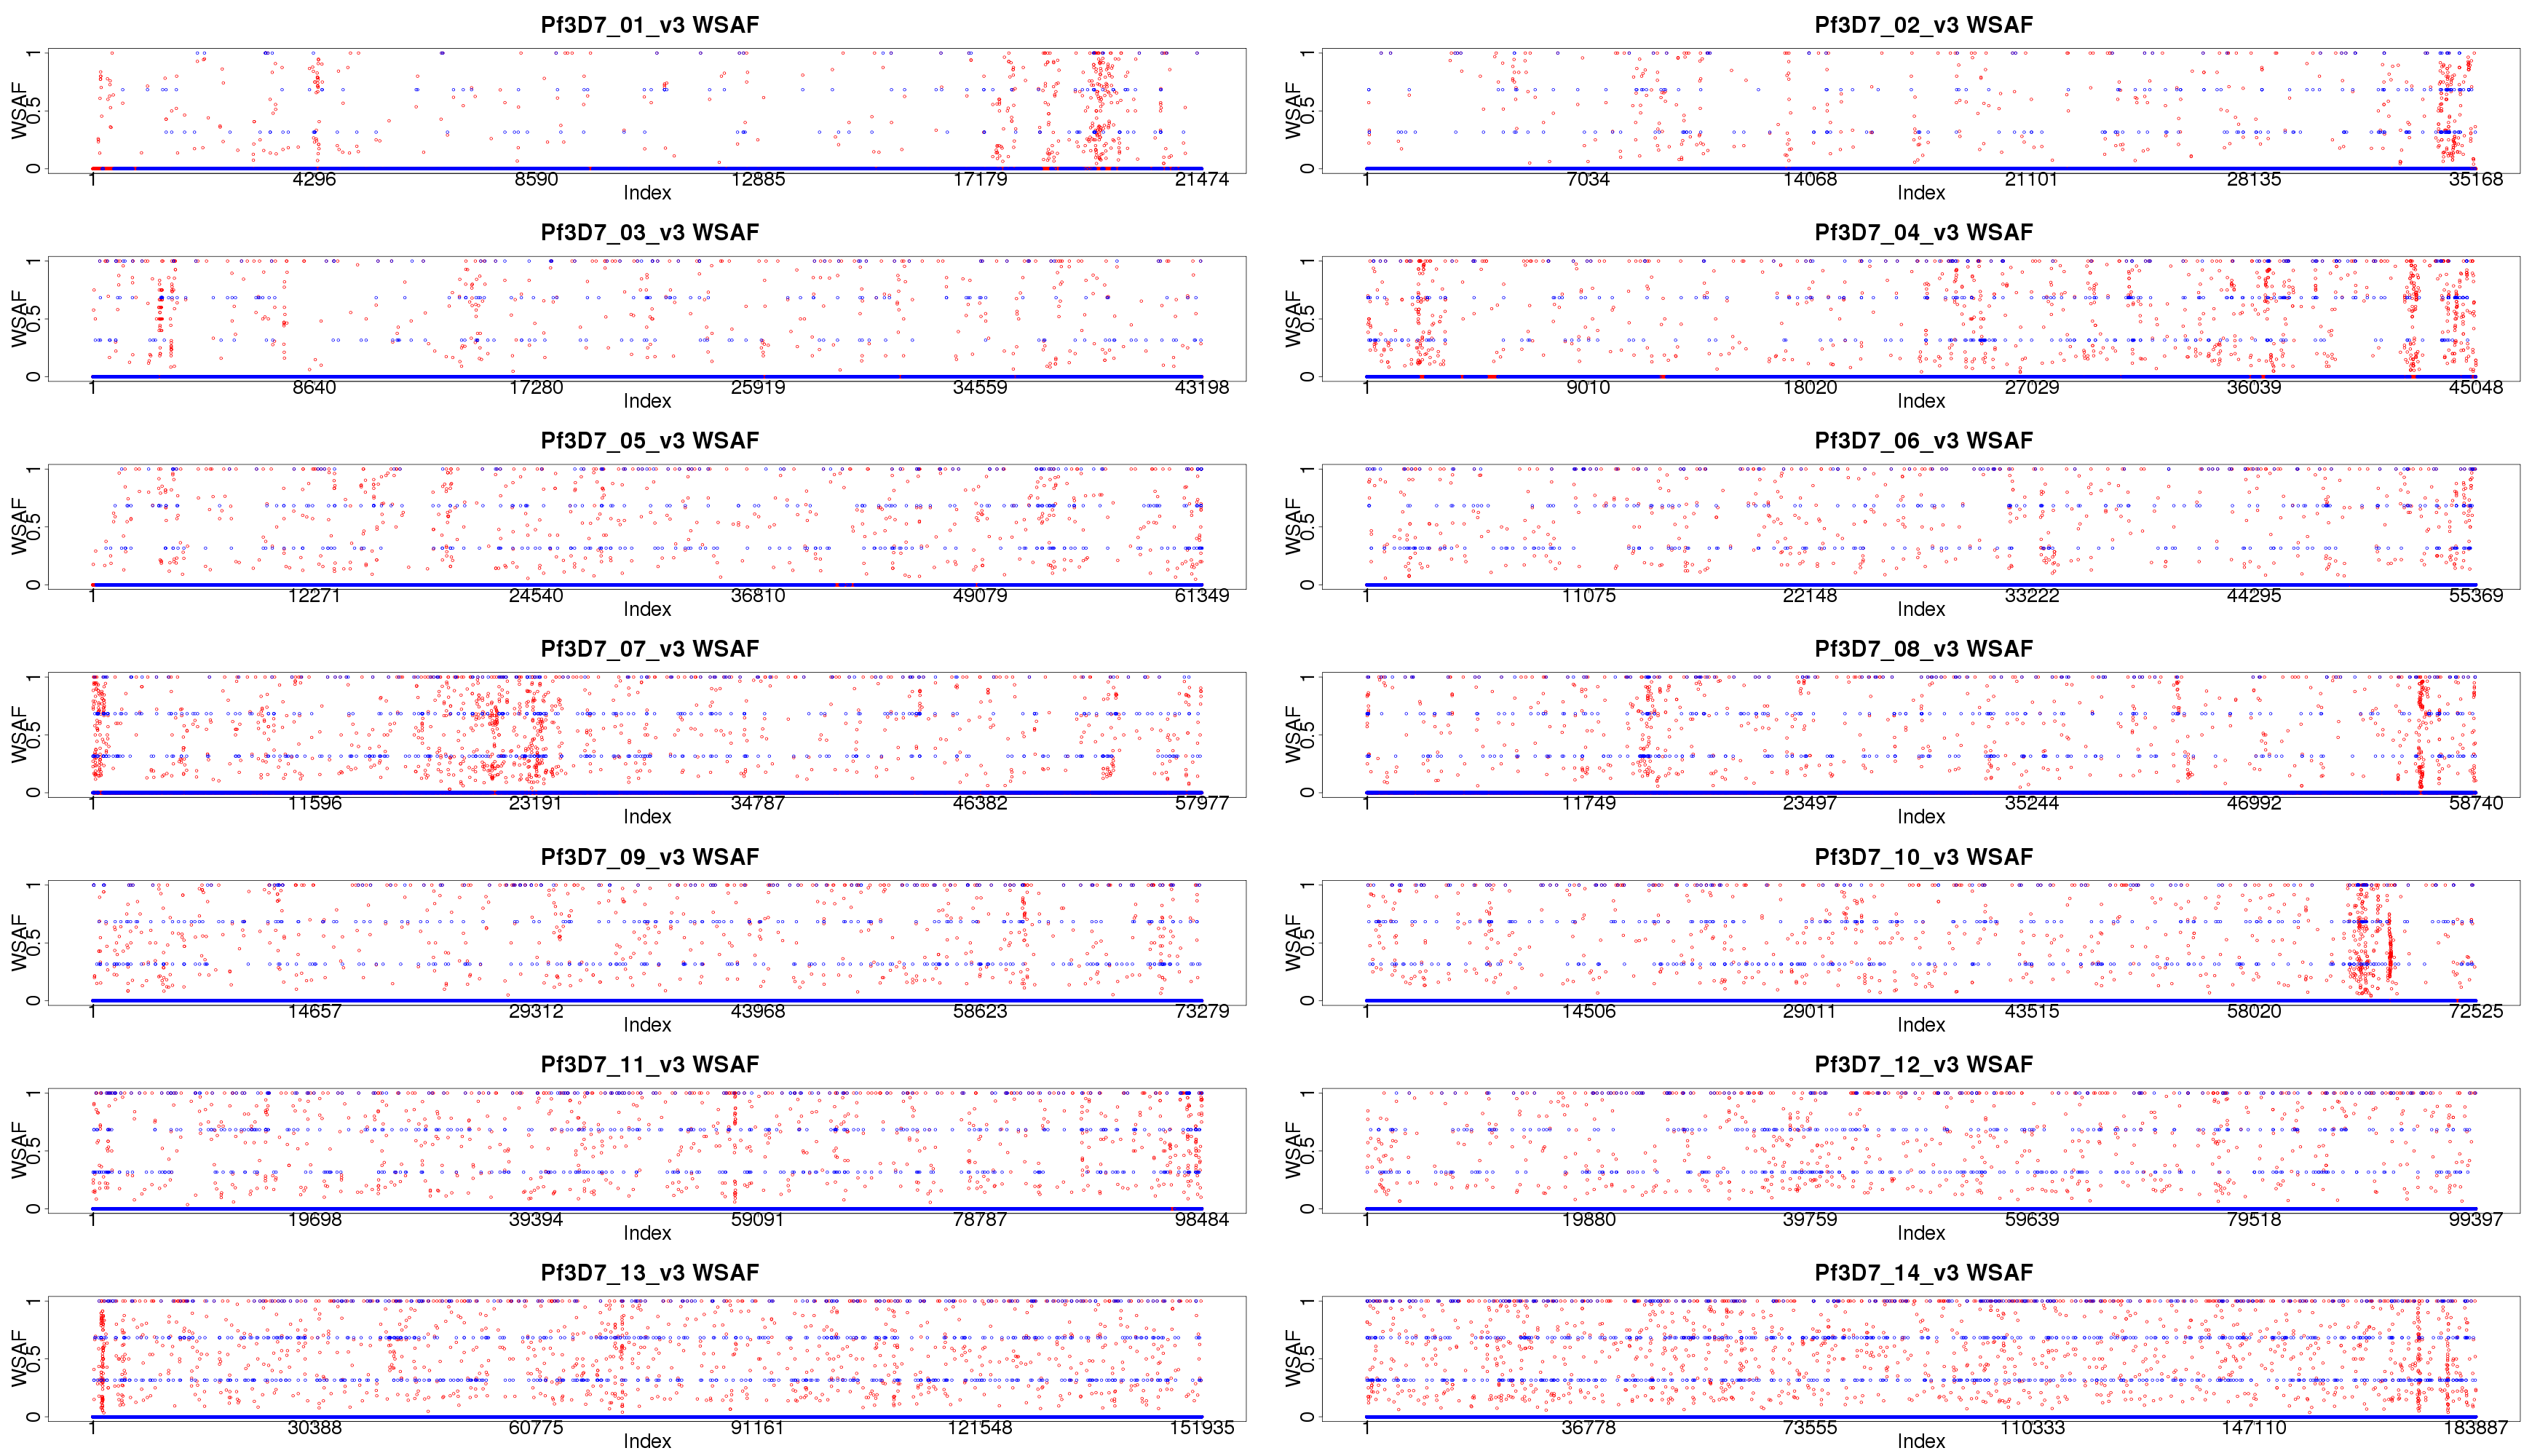 Pf3D7_01_v3 WSAF
WSAF
0 0.5 1
1 4296 8590 12885 17179 21474
Index
Pf3D7_02_v3 WSAF
WSAF
0 0.5 1
1 7034 14068 21101 28135 35168
Index
Pf3D7_03_v3 WSAF
WSAF
0 0.5 1
1 8640 17280 25919 34559 43198
Index
Pf3D7_04_v3 WSAF
WSAF
0 0.5 1
1 9010 18020 27029 36039 45048
Index
Pf3D7_05_v3 WSAF
WSAF
0 0.5 1
1 12271 24540 36810 49079 61349
Index
Pf3D7_06_v3 WSAF
WSAF
0 0.5 1
1 11075 22148 33222 44295 55369
Index
Pf3D7_07_v3 WSAF
WSAF
0 0.5 1
1 11596 23191 34787 46382 57977
Index
Pf3D7_08_v3 WSAF
WSAF
0 0.5 1
1 11749 23497 35244 46992 58740
Index
Pf3D7_09_v3 WSAF
WSAF
0 0.5 1
1 14657 29312 43968 58623 73279
Index
Pf3D7_10_v3 WSAF
WSAF
0 0.5 1
1 14506 29011 43515 58020 72525
Index
Pf3D7_11_v3 WSAF
WSAF
0 0.5 1
1 19698 39394 59091 78787 98484
Index
Pf3D7_12_v3 WSAF
WSAF
0 0.5 1
1 19880 39759 59639 79518 99397
Index
Pf3D7_13_v3 WSAF
WSAF
0 0.5 1
1 30388 60775 91161 121548 151935
Index
Pf3D7_14_v3 WSAF
WSAF
0 0.5 1
1 36778 73555 110333 147110 183887
Index